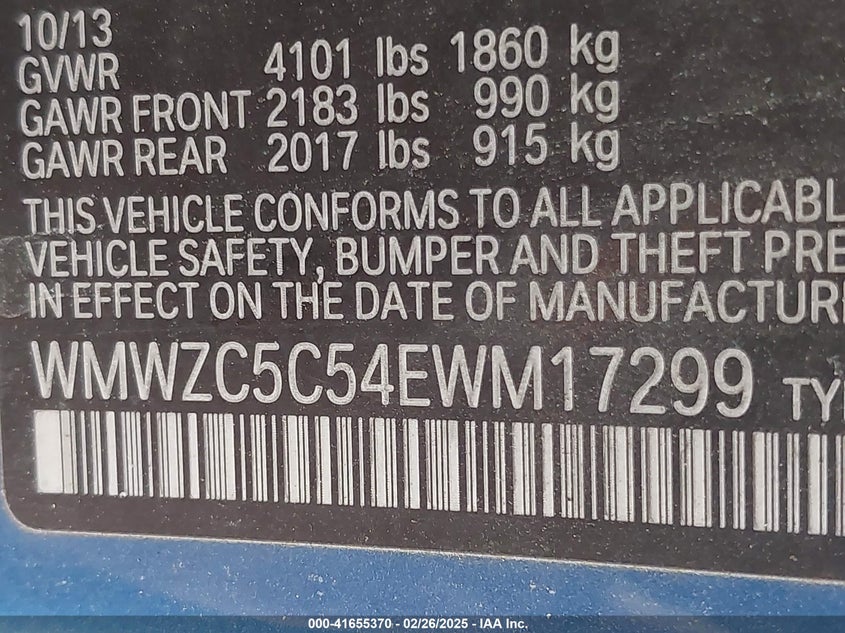 10/13
GVWR 4101 lbs 1860 kg
GAWR FRONT 2183 lbs 990 kg
GAWR REAR 2017 lbs 915 kg
THIS VEHICLE CONFORMS TO ALL APPLICABL
VEHICLE SAFETY, BUMPER AND THEFT PRE
IN EFFECT ON THE DATE OF MANUFACTUR
WMWZC5C54EWM17299 TY
000-41655370 - 02/26/2025 - IAA Inc.